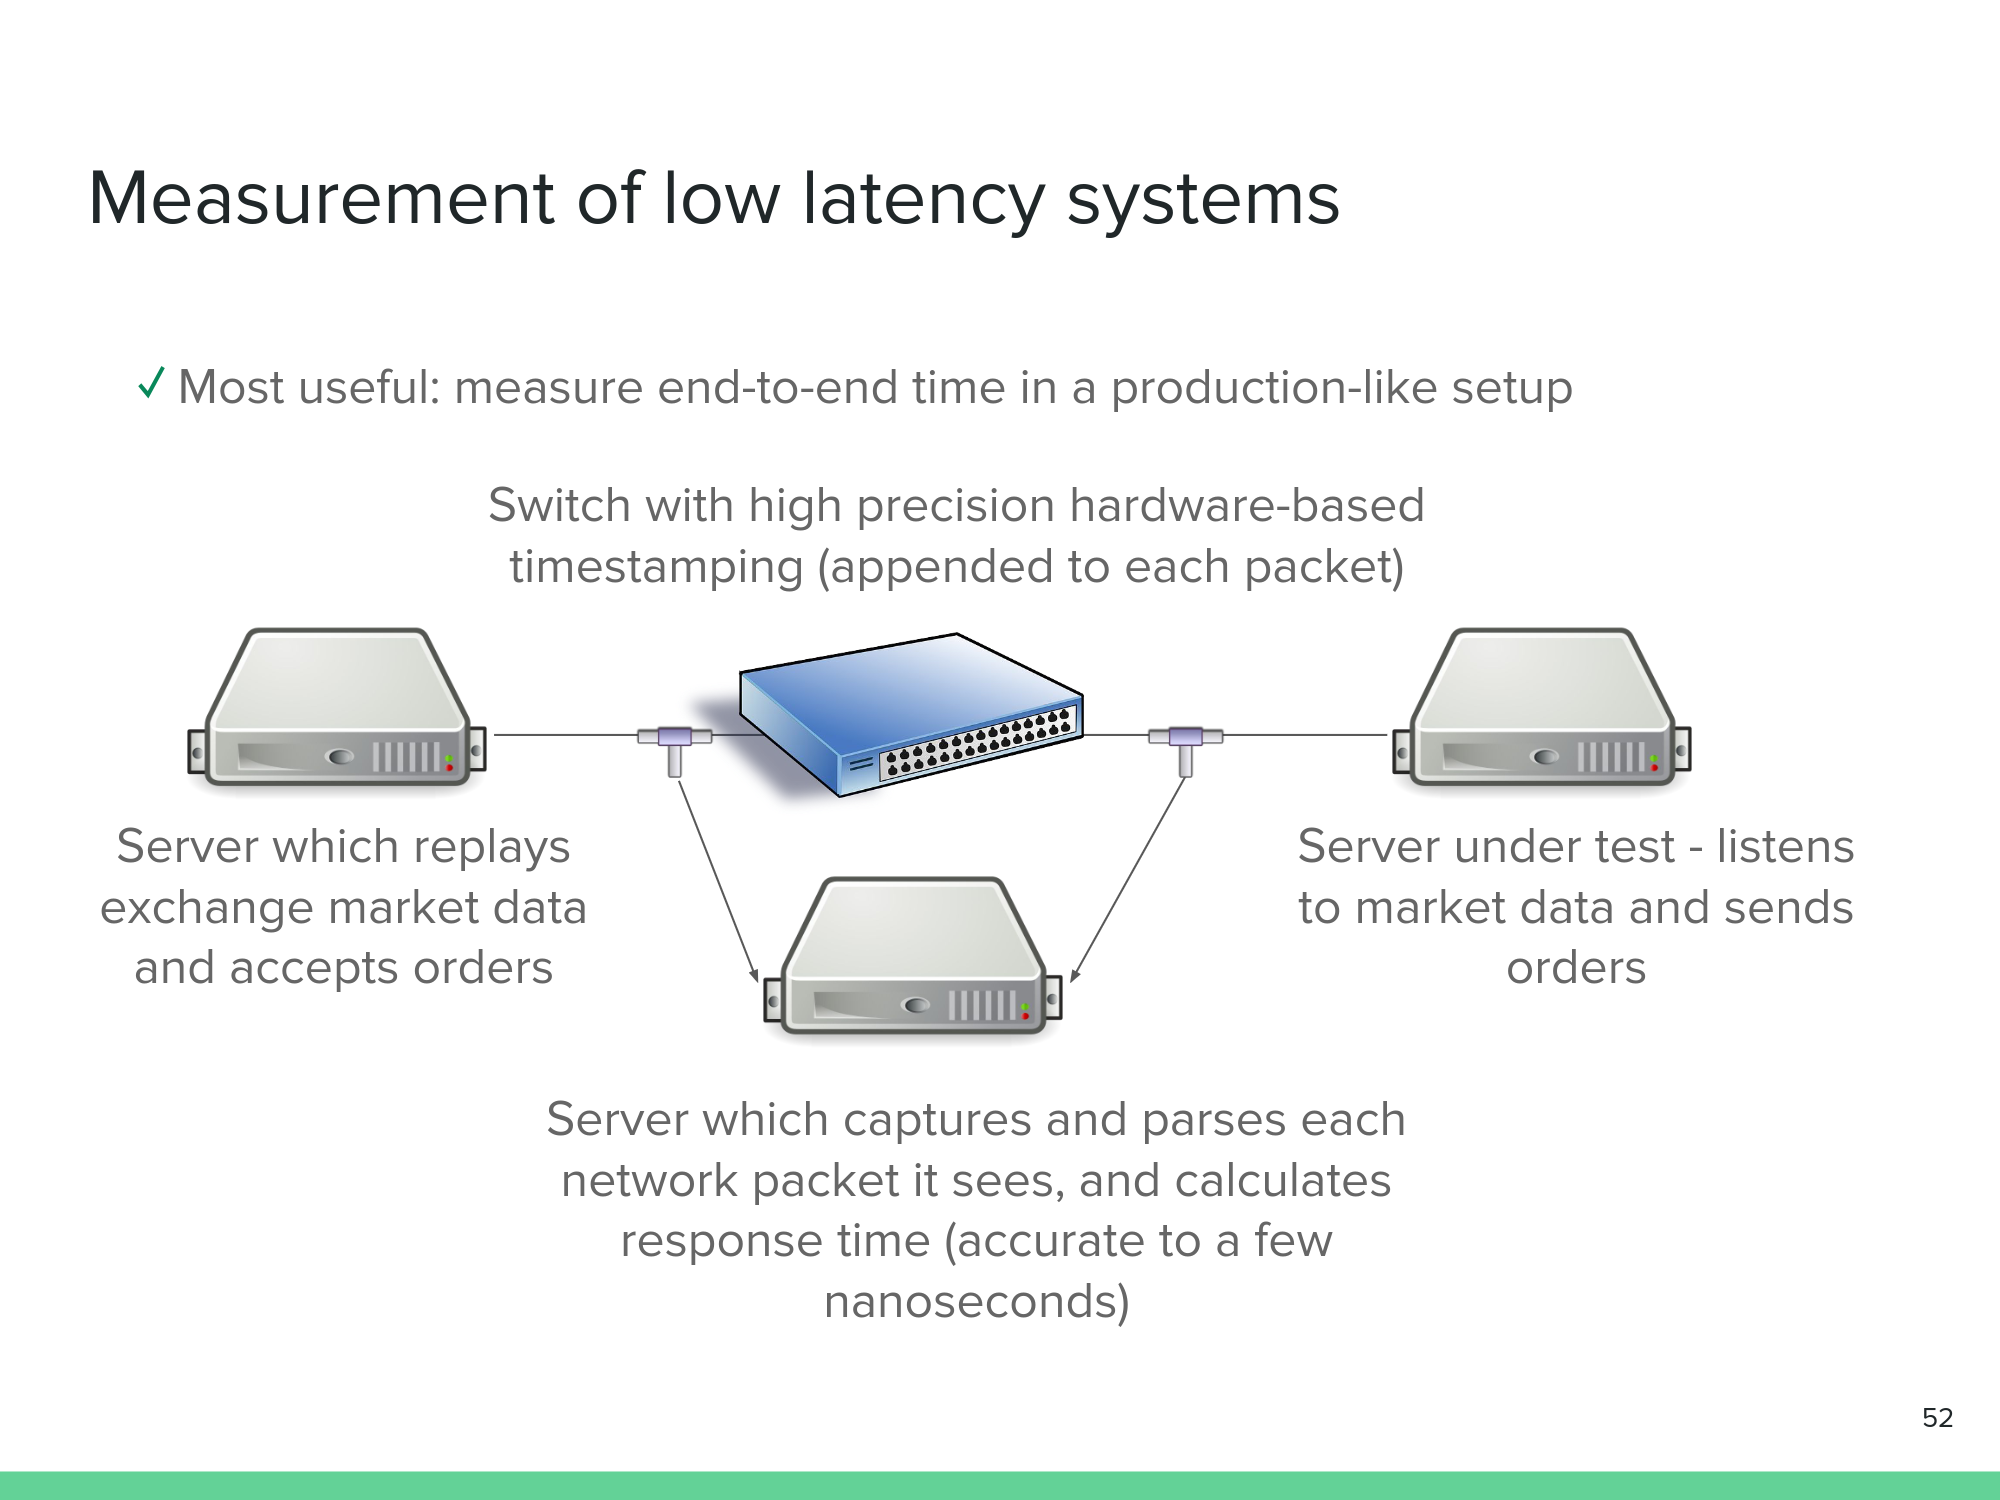 Measurement of low latency systems
✓ Most useful: measure end-to-end time in a production-like setup
Switch with high precision hardware-based
timestamping (appended to each packet)
Server which replays
exchange market data
and accepts orders
Server under test - listens
to market data and sends
orders
Server which captures and parses each
network packet it sees, and calculates
response time (accurate to a few
nanoseconds)
52